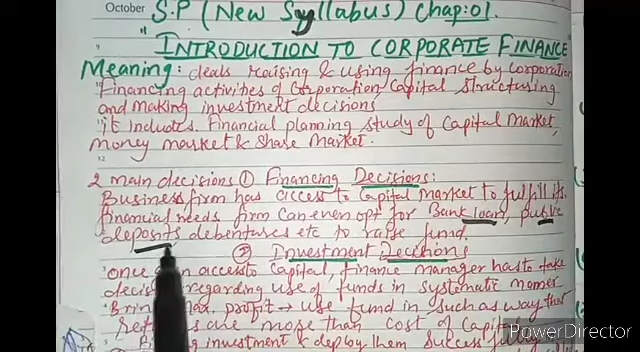 October S.P (New Syllabus) Chap:01.
" INTRODUCTION TO CORPORATE FINANCE
Meaning: deals raising & using finance by corporation
Financing activities of Corporation Capital structuring
and making investment decisions
it includes Financial planning study of Capital Market,
money market & Share Market.
2 main decisions ① Financing Decisions:
Business firm has access to Capital market to fulfill its
financial needs firm can even opt for Bank loan, public
deposits debentures etc to raise fund.
② Investment Decisions
once an access to Capital, finance manager has to take
regarding use of funds in systematic manner
profit → use fund in such as way that
are more than cost of
investment & deploy them
PowerDirector